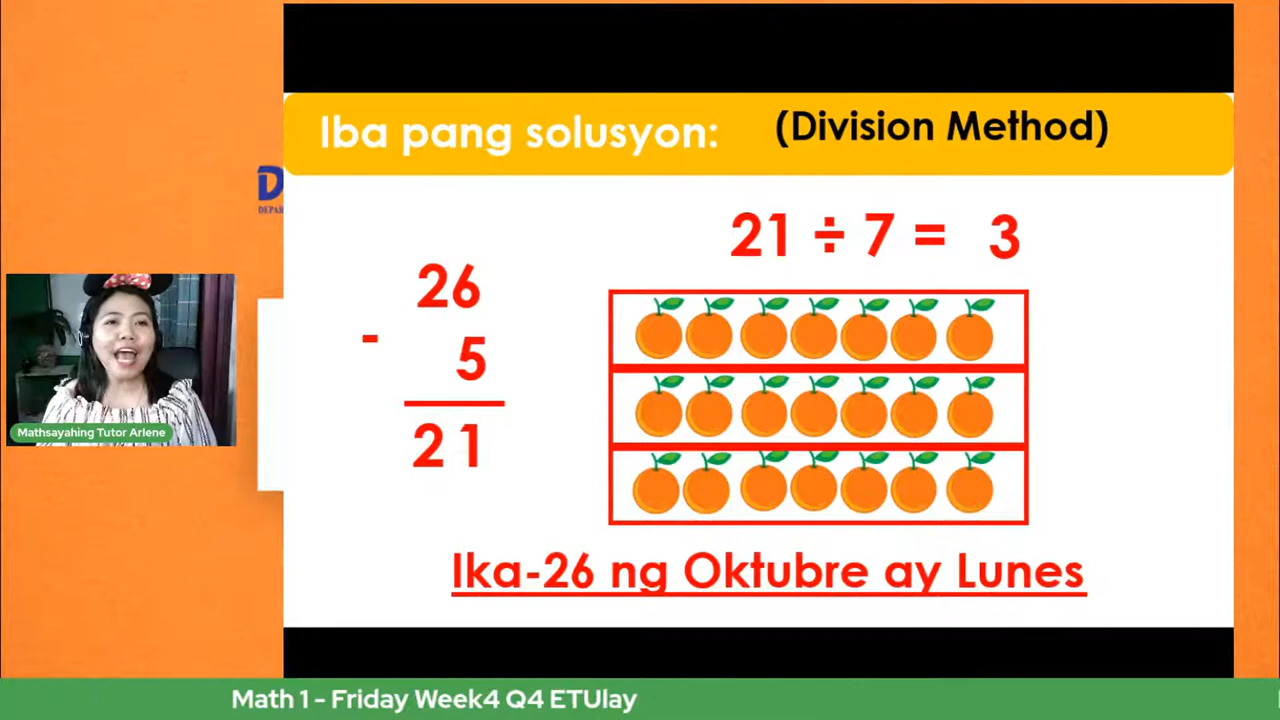 Iba pang solusyon: (Division Method)
21 ÷ 7 = 3
26
- 5
21
Ika-26 ng Oktubre ay Lunes
D
DEPAR
Mathsayahing Tutor Arlene
Math 1 - Friday Week4 Q4 ETUlay